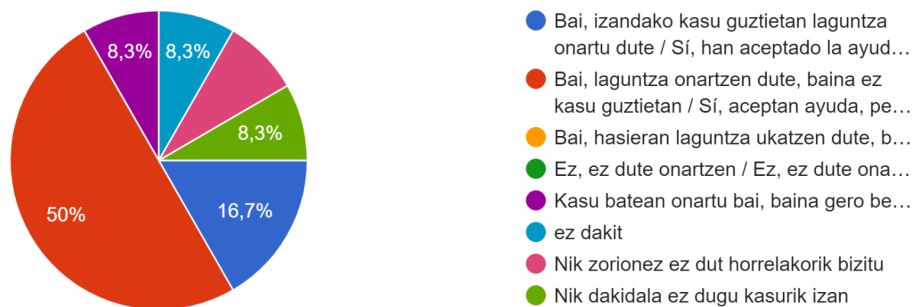 8,3%
8,3%
8,3%
16,7%
50%
Bai, izandako kasu guztietan laguntza
onartu dute / Sí, han aceptado la ayud…
Bai, laguntza onartzen dute, baina ez
kasu guztietan / Sí, aceptan ayuda, pe…
Bai, hasieran laguntza ukatzen dute, b…
Ez, ez dute onartzen / Ez, ez dute ona…
Kasu batean onartu bai, baina gero be…
ez dakit
Nik zorionez ez dut horrelakorik bizitu
Nik dakidala ez dugu kasurik izan